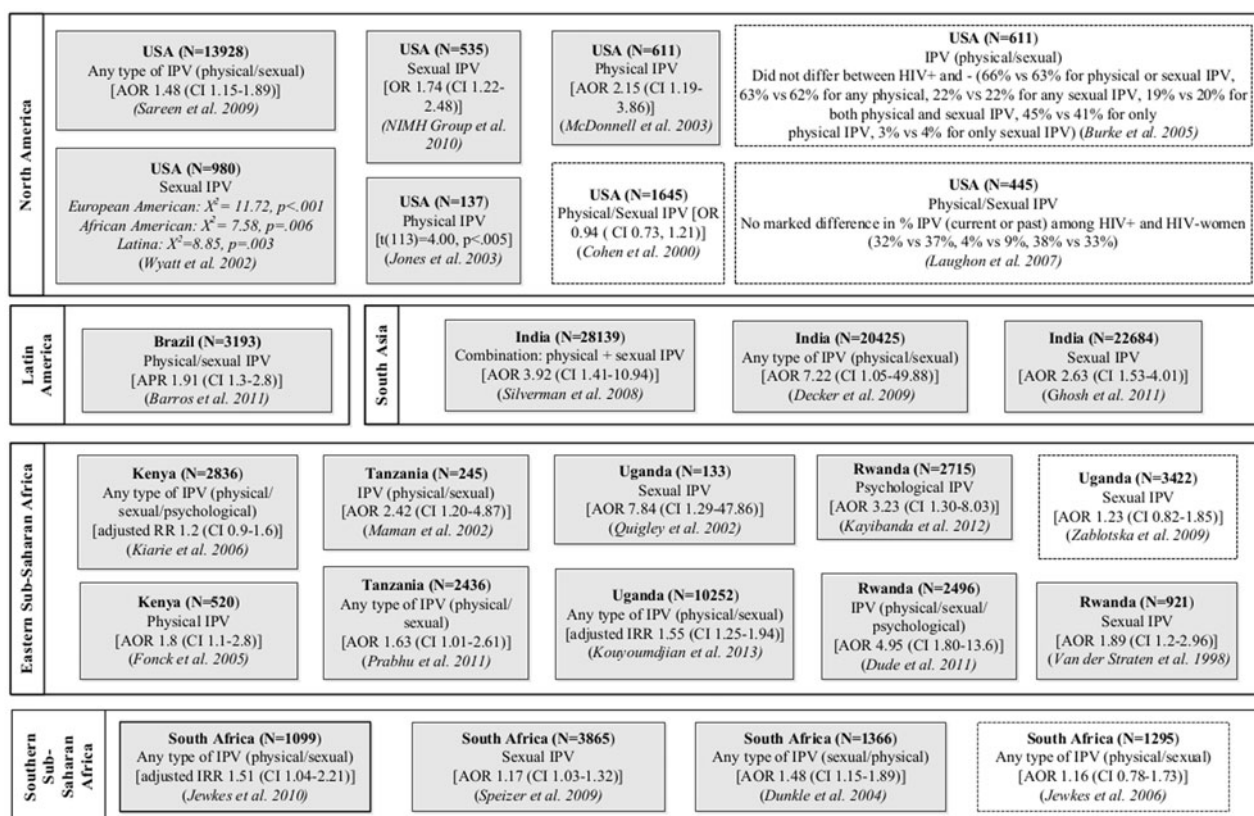 North America
USA (N=13928)
Any type of IPV (physical/sexual)
[AOR 1.48 (CI 1.15-1.89)]
(Sareen et al. 2009)
USA (N=535)
Sexual IPV
[OR 1.74 (CI 1.22-
2.48)]
(NIMH Group et al.
2010)
USA (N=611)
Physical IPV
[AOR 2.15 (CI 1.19-
3.86)]
(McDonnell et al. 2003)
USA (N=611)
IPV (physical/sexual)
Did not differ between HIV+ and - (66% vs 63% for physical or sexual IPV,
63% vs 62% for any physical, 22% vs 22% for any sexual IPV, 19% vs 20% for
both physical and sexual IPV, 45% vs 41% for only
physical IPV, 3% vs 4% for only sexual IPV) (Burke et al. 2005)
USA (N=980)
Sexual IPV
European American: X²= 11.72, p<.001
African American: X² = 7.58, p=.006
Latina: X²=8.85, p=.003
(Wyatt et al. 2002)
USA (N=137)
Physical IPV
[t(113)=4.00, p<.005]
(Jones et al. 2003)
USA (N=1645)
Physical/Sexual IPV [OR
0.94 ( CI 0.73, 1.21)]
(Cohen et al. 2000)
USA (N=445)
Physical/Sexual IPV
No marked difference in % IPV (current or past) among HIV+ and HIV-women
(32% vs 37%, 4% vs 9%, 38% vs 33%)
(Laughon et al. 2007)
Latin
America
Brazil (N=3193)
Physical/sexual IPV
[APR 1.91 (CI 1.3-2.8)]
(Barros et al. 2011)
South Asia
India (N=28139)
Combination: physical + sexual IPV
[AOR 3.92 (CI 1.41-10.94)]
(Silverman et al. 2008)
India (N=20425)
Any type of IPV (physical/sexual)
[AOR 7.22 (CI 1.05-49.88)]
(Decker et al. 2009)
India (N=22684)
Sexual IPV
[AOR 2.63 (CI 1.53-4.01)]
(Ghosh et al. 2011)
Eastern Sub-Saharan Africa
Kenya (N=2836)
Any type of IPV (physical/
sexual/psychological)
[adjusted RR 1.2 (CI 0.9-1.6)]
(Kiarie et al. 2006)
Tanzania (N=245)
IPV (physical/sexual)
[AOR 2.42 (CI 1.20-4.87)]
(Maman et al. 2002)
Uganda (N=133)
Sexual IPV
[AOR 7.84 (CI 1.29-47.86)]
(Quigley et al. 2002)
Rwanda (N=2715)
Psychological IPV
[AOR 3.23 (CI 1.30-8.03)]
(Kayibanda et al. 2012)
Uganda (N=3422)
Sexual IPV
[AOR 1.23 (CI 0.82-1.85)]
(Zablotska et al. 2009)
Kenya (N=520)
Physical IPV
[AOR 1.8 (CI 1.1-2.8)]
(Fonck et al. 2005)
Tanzania (N=2436)
Any type of IPV (physical/
sexual)
[AOR 1.63 (CI 1.01-2.61)]
(Prabhu et al. 2011)
Uganda (N=10252)
Any type of IPV (physical/sexual)
[adjusted IRR 1.55 (CI 1.25-1.94)]
(Kouyoumdjian et al. 2013)
Rwanda (N=2496)
IPV (physical/sexual/
psychological)
[AOR 4.95 (CI 1.80-13.6)]
(Dude et al. 2011)
Rwanda (N=921)
Sexual IPV
[AOR 1.89 (CI 1.2-2.96)]
(Van der Straten et al. 1998)
Southern
Sub-
Saharan
Africa
South Africa (N=1099)
Any type of IPV (physical/sexual)
[adjusted IRR 1.51 (CI 1.04-2.21)]
(Jewkes et al. 2010)
South Africa (N=3865)
Sexual IPV
[AOR 1.17 (CI 1.03-1.32)]
(Speizer et al. 2009)
South Africa (N=1366)
Any type of IPV (sexual/physical)
[AOR 1.48 (CI 1.15-1.89)]
(Dunkle et al. 2004)
South Africa (N=1295)
Any type of IPV (physical/sexual)
[AOR 1.16 (CI 0.78-1.73)]
(Jewkes et al. 2006)